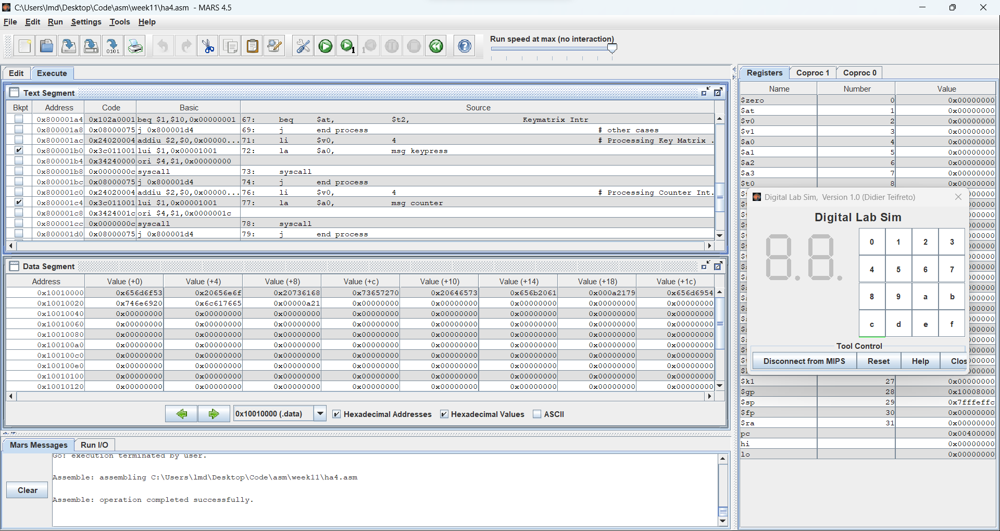 C:\Users\lmd\Desktop\Code\asm\week11\ha4.asm - MARS 4.5
File Edit Run Settings Tools Help
Run speed at max (no interaction)
Edit Execute
Text Segment
Bkpt Address Code Basic Source
0x800001a4 0x102a0001 beq $1,$10,0x00000001 67: beq $at, $t2, Keymatrix Intr
0x800001a8 0x08000075 j 0x800001d4 69: j end process # other cases
0x800001ac 0x24020004 addiu $2,$0,0x00000... 71: li $v0, 4 # Processing Key Matrix .
0x800001b0 0x3c011001 lui $1,0x00001001 72: la $a0, msg keypress
0x800001b4 0x34240000 ori $4,$1,0x00000000
0x800001b8 0x0000000c syscall 73: syscall
0x800001bc 0x08000075 j 0x800001d4 74: j end process
0x800001c0 0x24020004 addiu $2,$0,0x00000... 76: li $v0, 4 # Processing Counter Int.
0x800001c4 0x3c011001 lui $1,0x00001001 77: la $a0, msg counter
0x800001c8 0x3424001c ori $4,$1,0x0000001c
0x800001cc 0x0000000c syscall 78: syscall
0x800001d0 0x08000075 j 0x800001d4 79: j end process
Data Segment
Address Value (+0) Value (+4) Value (+8) Value (+c) Value (+10) Value (+14) Value (+18) Value (+1c)
0x10010000 0x656d6f53 0x20656e6f 0x20736168 0x73657270 0x20646573 0x656b2061 0x000a2179 0x656d6954
0x10010020 0x746e6920 0x6c617665 0x00000a21 0x00000000 0x00000000 0x00000000 0x00000000 0x00000000
0x10010040 0x00000000 0x00000000 0x00000000 0x00000000 0x00000000 0x00000000 0x00000000 0x00000000
0x10010060 0x00000000 0x00000000 0x00000000 0x00000000 0x00000000 0x00000000 0x00000000 0x00000000
0x10010080 0x00000000 0x00000000 0x00000000 0x00000000 0x00000000 0x00000000 0x00000000 0x00000000
0x100100a0 0x00000000 0x00000000 0x00000000 0x00000000 0x00000000 0x00000000 0x00000000 0x00000000
0x100100c0 0x00000000 0x00000000 0x00000000 0x00000000 0x00000000 0x00000000 0x00000000 0x00000000
0x100100e0 0x00000000 0x00000000 0x00000000 0x00000000 0x00000000 0x00000000 0x00000000 0x00000000
0x10010100 0x00000000 0x00000000 0x00000000 0x00000000 0x00000000 0x00000000 0x00000000 0x00000000
0x10010120 0x00000000 0x00000000 0x00000000 0x00000000 0x00000000 0x00000000 0x00000000 0x00000000
0x10010000 (.data) Hexadecimal Addresses Hexadecimal Values ASCII
Mars Messages Run I/O
Go: execution terminated by user.
Assemble: assembling C:\Users\lmd\Desktop\Code\asm\week11\ha4.asm
Assemble: operation completed successfully.
Clear
Registers Coproc 1 Coproc 0
Name Number Value
$zero 0 0x00000000
$at 1 0x00000000
$v0 2 0x00000000
$v1 3 0x00000000
$a0 4 0x00000000
$a1 5 0x00000000
$a2 6 0x00000000
$a3 7 0x00000000
$t0 8 0x00000000
Digital Lab Sim, Version 1.0 (Didier Teifreto)
Digital Lab Sim
0 1 2 3
4 5 6 7
8 9 a b
c d e f
Tool Control
Disconnect from MIPS Reset Help Clos
$k1 27 0x00000000
$gp 28 0x10008000
$sp 29 0x7fffeffc
$fp 30 0x00000000
$ra 31 0x00000000
pc 0x00400000
hi 0x00000000
lo 0x00000000